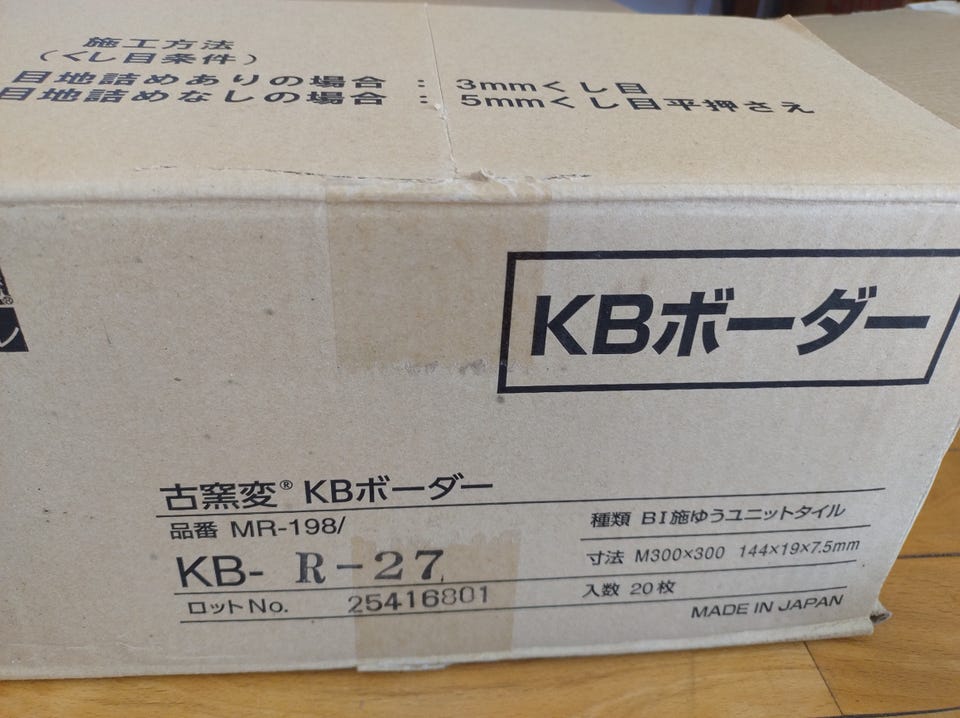 施工方法
（くし目条件）
目地詰めありの場合 ： 3mmくし目
目地詰めなしの場合 ： 5mmくし目平押さえ
KBボーダー
古窯変® KBボーダー
品番 MR-198/
KB- R-27
ロットNo. 25416801
種類 BI施ゆうユニットタイル
寸法 M300×300 144×19×7.5mm
入数 20枚
MADE IN JAPAN